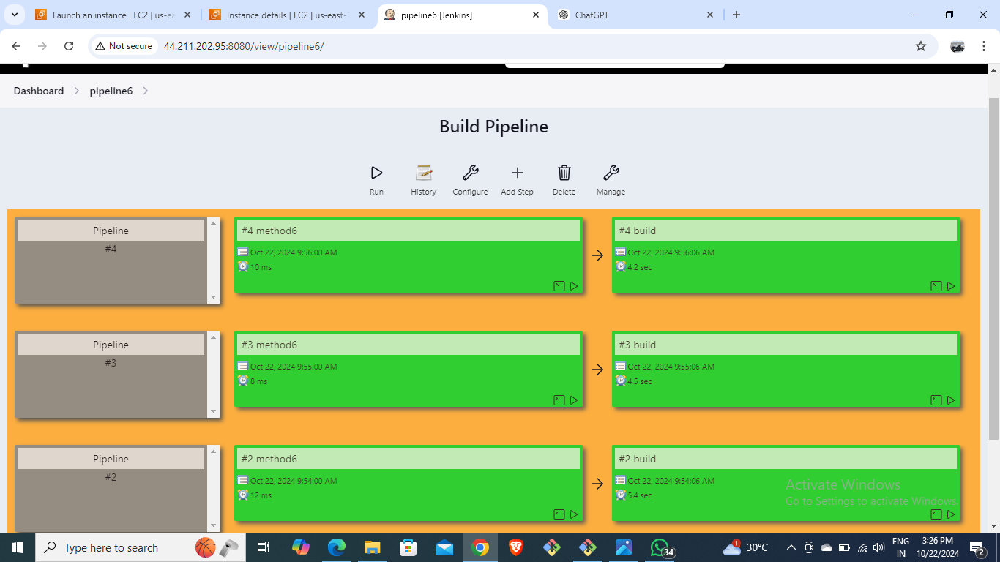 Launch an instance | EC2 | us-ea
Instance details | EC2 | us-east-
pipeline6 [Jenkins]
ChatGPT
Not secure
44.211.202.95:8080/view/pipeline6/
Dashboard
pipeline6
Build Pipeline
Run
History
Configure
Add Step
Delete
Manage
Pipeline
#4
#4 method6
Oct 22, 2024 9:56:00 AM
10 ms
#4 build
Oct 22, 2024 9:56:06 AM
4.2 sec
Pipeline
#3
#3 method6
Oct 22, 2024 9:55:00 AM
8 ms
#3 build
Oct 22, 2024 9:55:06 AM
4.5 sec
Pipeline
#2
#2 method6
Oct 22, 2024 9:54:00 AM
12 ms
#2 build
Oct 22, 2024 9:54:06 AM
5.4 sec
Activate Windows
Go to Settings to activate Windows.
Type here to search
34
1
30°C
ENG
IN
3:26 PM
10/22/2024
2